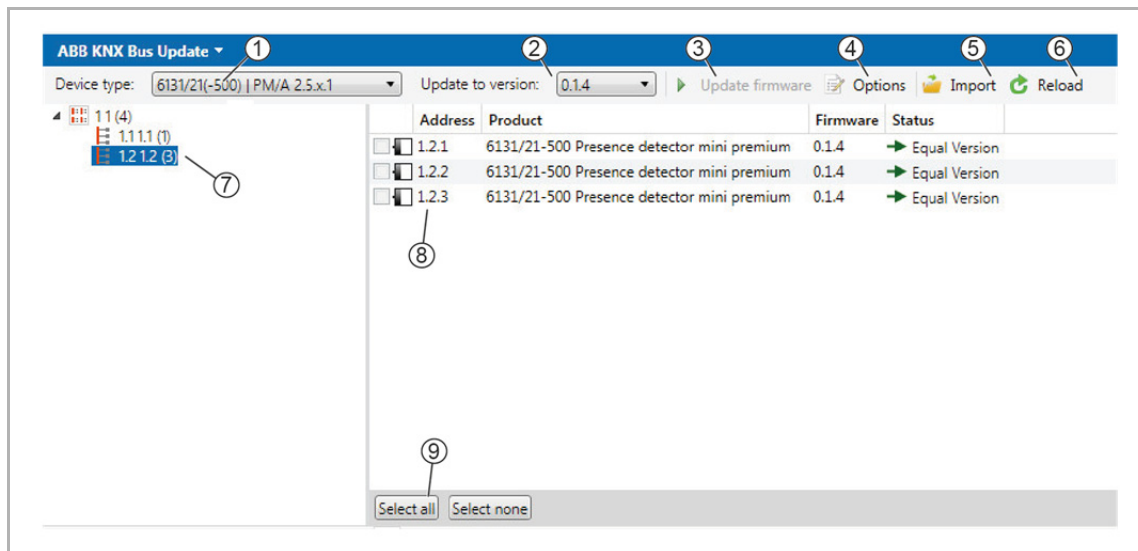 ABB KNX Bus Update
1 2 3 4 5 6
Device type: 6131/21(-500) | PM/A 2.5.x.1 Update to version: 0.1.4 Update firmware Options Import Reload
1 1 (4)
1.1 1.1 (1)
1.2 1.2 (3)
7
Address Product Firmware Status
1.2.1 6131/21-500 Presence detector mini premium 0.1.4 Equal Version
1.2.2 6131/21-500 Presence detector mini premium 0.1.4 Equal Version
1.2.3 6131/21-500 Presence detector mini premium 0.1.4 Equal Version
8
9
Select all Select none